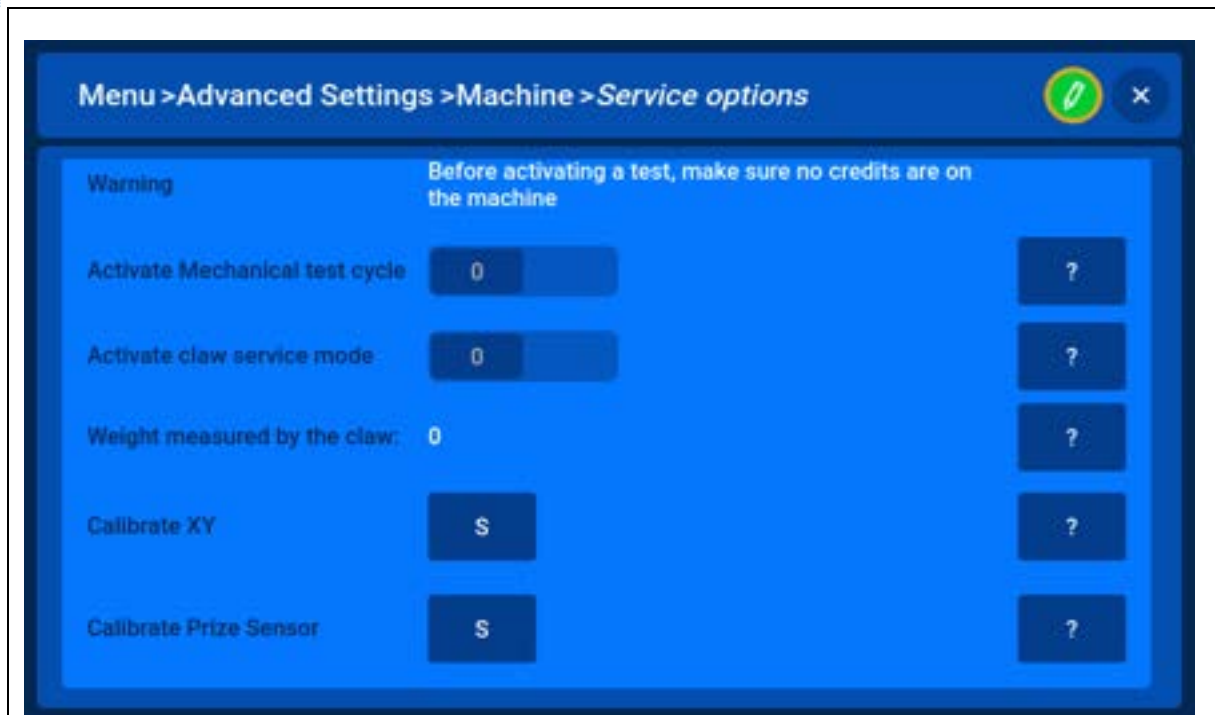 Menu >Advanced Settings >Machine >Service options
×
Warning
Before activating a test, make sure no credits are on
the machine
Activate Mechanical test cycle
0
?
Activate claw service mode
0
?
Weight measured by the claw:
0
?
Calibrate XY
S
?
Calibrate Prize Sensor
S
?